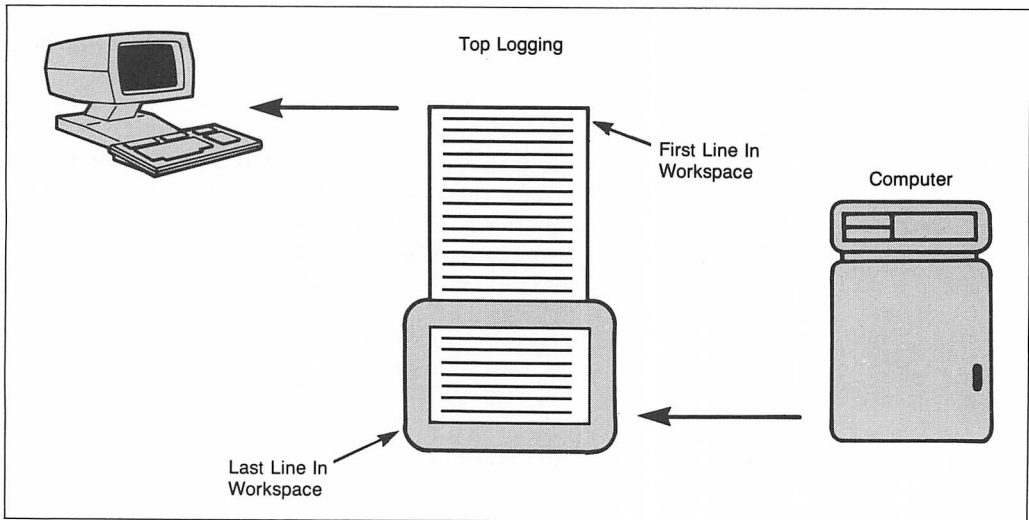 Top Logging
First Line In
Workspace
Computer
Last Line In
Workspace